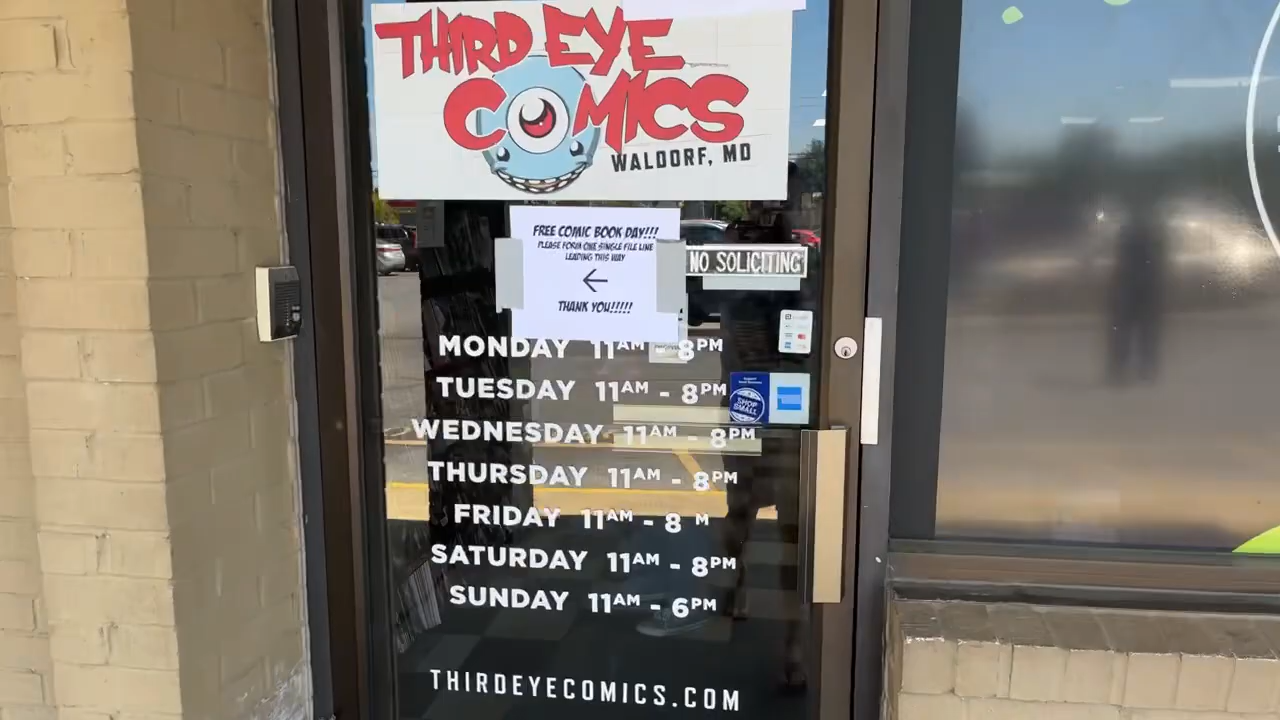 THIRD EYE
COMICS
WALDORF, MD
FREE COMIC BOOK DAY!!!
PLEASE FORM ONE SINGLE FILE LINE
LEADING THIS WAY
←
THANK YOU!!!!!
NO SOLICITING
MONDAY 11AM - 8PM
TUESDAY 11AM - 8PM
SHOP
SMALL
WEDNESDAY 11AM - 8PM
THURSDAY 11AM - 8PM
FRIDAY 11AM - 8 M
SATURDAY 11AM - 8PM
SUNDAY 11AM - 6PM
THIRDEYECOMICS.COM